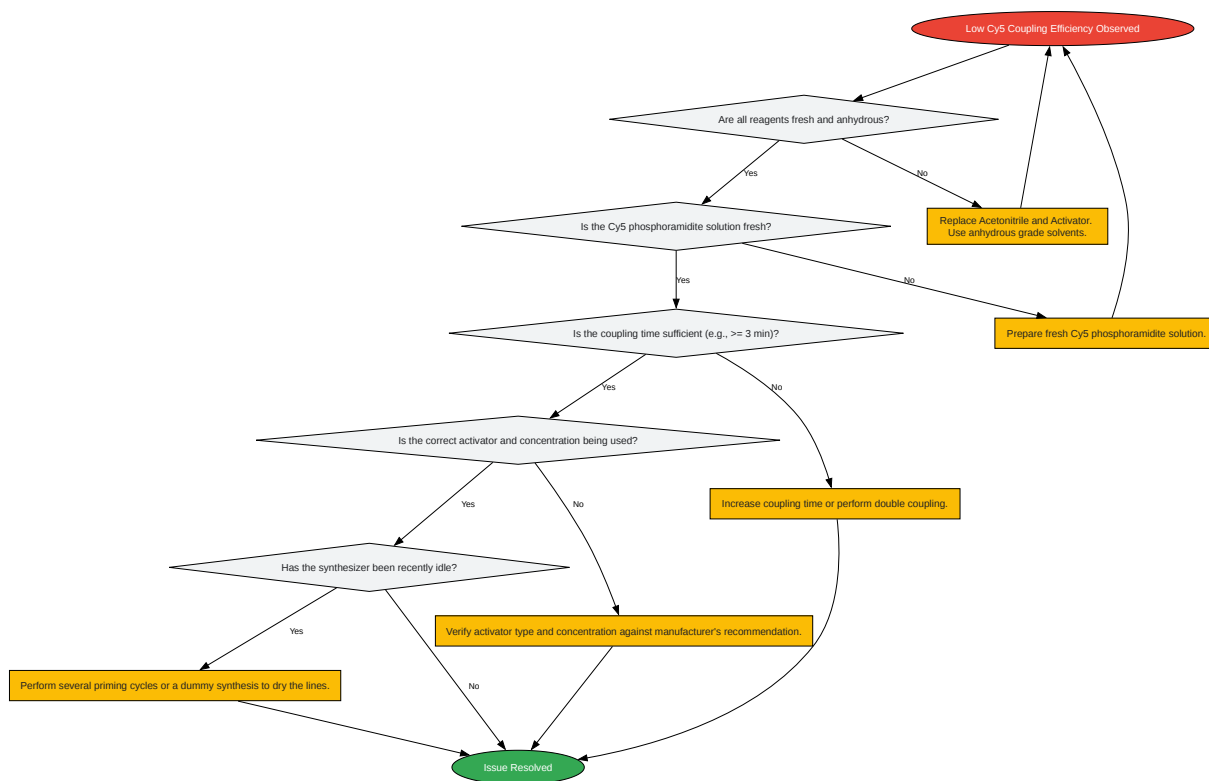 Low Cy5 Coupling Efficiency Observed
Are all reagents fresh and anhydrous?
Yes
No
Replace Acetonitrile and Activator.
Use anhydrous grade solvents.
Is the Cy5 phosphoramidite solution fresh?
Yes
No
Is the coupling time sufficient (e.g., >= 3 min)?
Prepare fresh Cy5 phosphoramidite solution.
Yes
No
Is the correct activator and concentration being used?
Yes
No
Increase coupling time or perform double coupling.
Has the synthesizer been recently idle?
Yes
Verify activator type and concentration against manufacturer's recommendation.
Perform several priming cycles or a dummy synthesis to dry the lines.
No
Issue Resolved